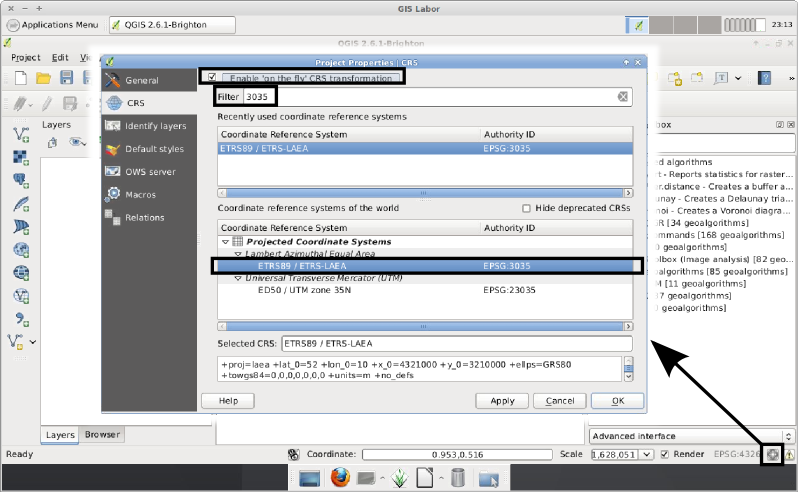 GIS Labor
Applications Menu
QGIS 2.6.1-Brighton
23:13
QGIS 2.6.1-Brighton
Project Edit
Project Properties | CRS
General
CRS
Identify layers
Default styles
OWS server
Macros
Relations
Enable 'on the fly' CRS transformation
Filter 3035
Recently used coordinate reference systems
Coordinate Reference System Authority ID
ETRS89 / ETRS-LAEA EPSG:3035
Coordinate reference systems of the world Hide deprecated CRSs
Coordinate Reference System Authority ID
Projected Coordinate Systems
Lambert Azimuthal Equal Area
ETRS89 / ETRS-LAEA EPSG:3035
Universal Transverse Mercator (UTM)
ED50 / UTM zone 35N EPSG:23035
Selected CRS: ETRS89 / ETRS-LAEA
+proj=laea +lat_0=52 +lon_0=10 +x_0=4321000 +y_0=3210000 +ellps=GRS80
+towgs84=0,0,0,0,0,0,0 +units=m +no_defs
Help Apply Cancel OK
Layers
box
ed algorithms
t - Reports statistics for raster...
r.distance - Creates a buffer a...
unay - Creates a Delaunay tria...
noi - Creates a Voronoi diagra...
SR [34 geoalgorithms]
mmands [168 geoalgorithms]
geoalgorithms]
lbox (Image analysis) [82 geo...
algorithms [85 geoalgorithms]
[11 geoalgorithms]
7 geoalgorithms]
geoalgorithms]
Layers Browser
Advanced interface
Ready
Coordinate: 0.953,0.516
Scale 1,628,051
Render EPSG:4326